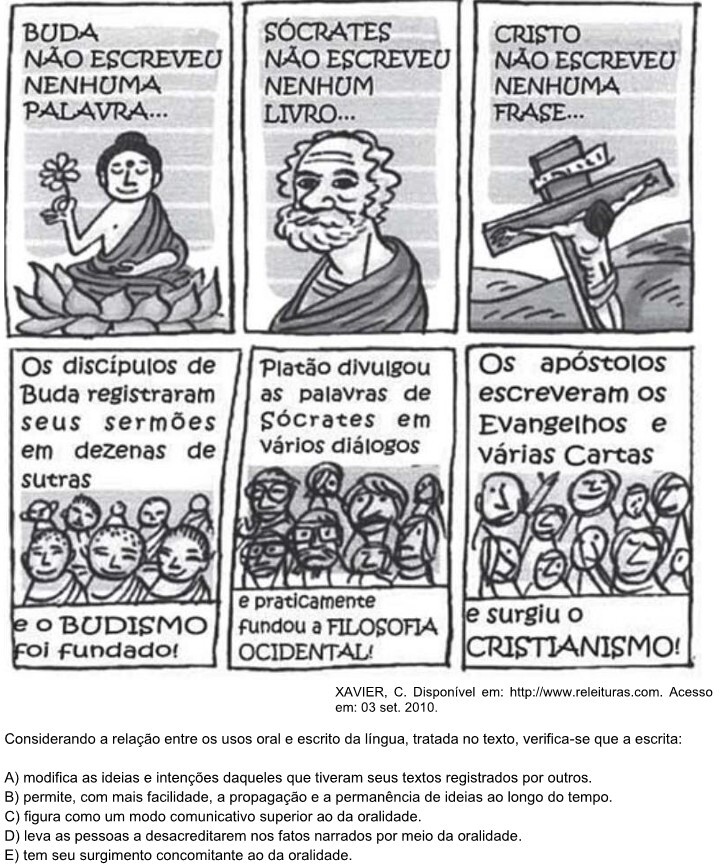 BUDA
NÃO ESCREVEU
NENHUMA
PALAVRA...
SÓCRATES
NÃO ESCREVEU
NENHUM
LIVRO...
CRISTO
NÃO ESCREVEU
NENHUMA
FRASE...
Os discípulos de
Buda registraram
seus sermões
em dezenas de
sutras
e o BUDISMO
foi fundado!
Platão divulgou
as palavras de
Sócrates em
vários diálogos
e praticamente
fundou a FILOSOFIA
OCIDENTAL!
Os apóstolos
escreveram os
Evangelhos e
várias Cartas
e surgiu o
CRISTIANISMO!
XAVIER, C. Disponível em: http://www.releituras.com. Acesso
em: 03 set. 2010.
Considerando a relação entre os usos oral e escrito da língua, tratada no texto, verifica-se que a escrita:
A) modifica as ideias e intenções daqueles que tiveram seus textos registrados por outros.
B) permite, com mais facilidade, a propagação e a permanência de ideias ao longo do tempo.
C) figura como um modo comunicativo superior ao da oralidade.
D) leva as pessoas a desacreditarem nos fatos narrados por meio da oralidade.
E) tem seu surgimento concomitante ao da oralidade.